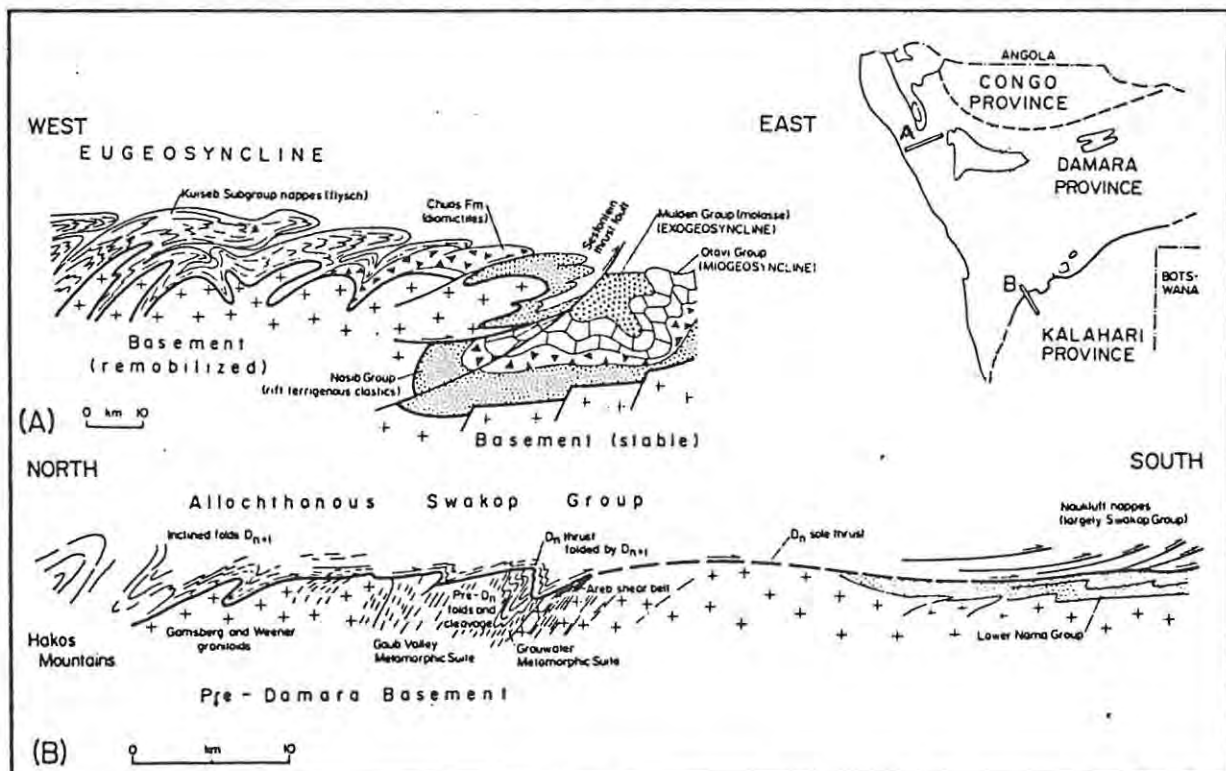 WEST
EUGEOSYNCLINE
EAST
Kuiseb Subgroup nappes (flysch)
Chuos Fm
(diamictites)
Sesfontein
thrust fault
Mulden Group (molasse)
(EXOGEOSYNCLINE)
Otavi Group
(MIOGEOSYNCLINE)
Basement
(remobilized)
Nosib Group
(rift terrigenous clastics)
Basement (stable)
(A)
0 km 10
ANGOLA
CONGO
PROVINCE
A
DAMARA
PROVINCE
BOTS-
WANA
B
KALAHARI
PROVINCE
NORTH
SOUTH
Allochthonous Swakop Group
Naukluft nappes
(largely Swakop Group)
Inclined folds Dn+1
Dn thrust
folded by Dn+1
Dn sole thrust
Pre-Dn
folds and
cleavage
Areb shear belt
Hakos
Mountains
Gamsberg and Weener
granitoids
Gaub Valley
Metamorphic Suite
Grauwater
Metamorphic Suite
Lower Nama Group
Pre-Damara Basement
(B)
0 km 10